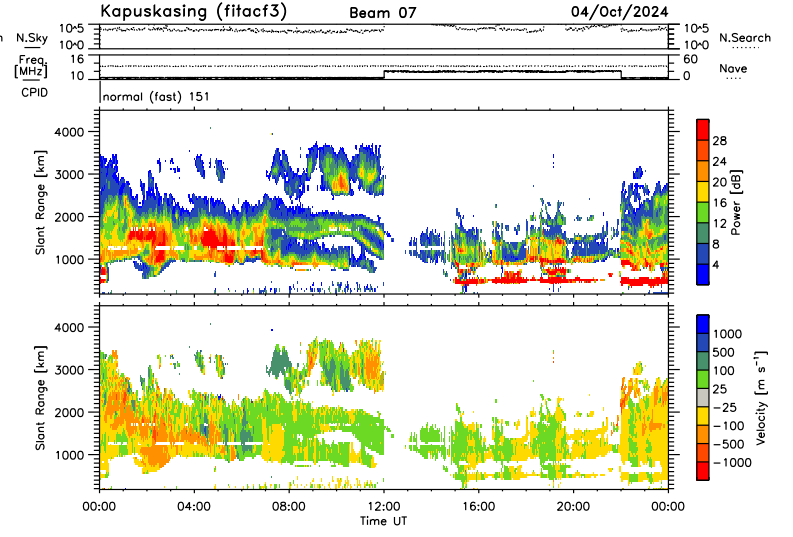 Kapuskasing (fitacf3) Beam 07 04/Oct/2024
N.Sky 10^5 10^0 10^5 10^0 N.Search
Freq. [MHz] 16 10 60 0 Nave
CPID normal (fast) 151
Slant Range [km] 4000 3000 2000 1000
28 24 20 16 12 8 4 Power [dB]
Slant Range [km] 4000 3000 2000 1000
1000 500 100 25 -25 -100 -500 -1000 Velocity [m s⁻¹]
00:00 04:00 08:00 12:00 16:00 20:00 00:00
Time UT